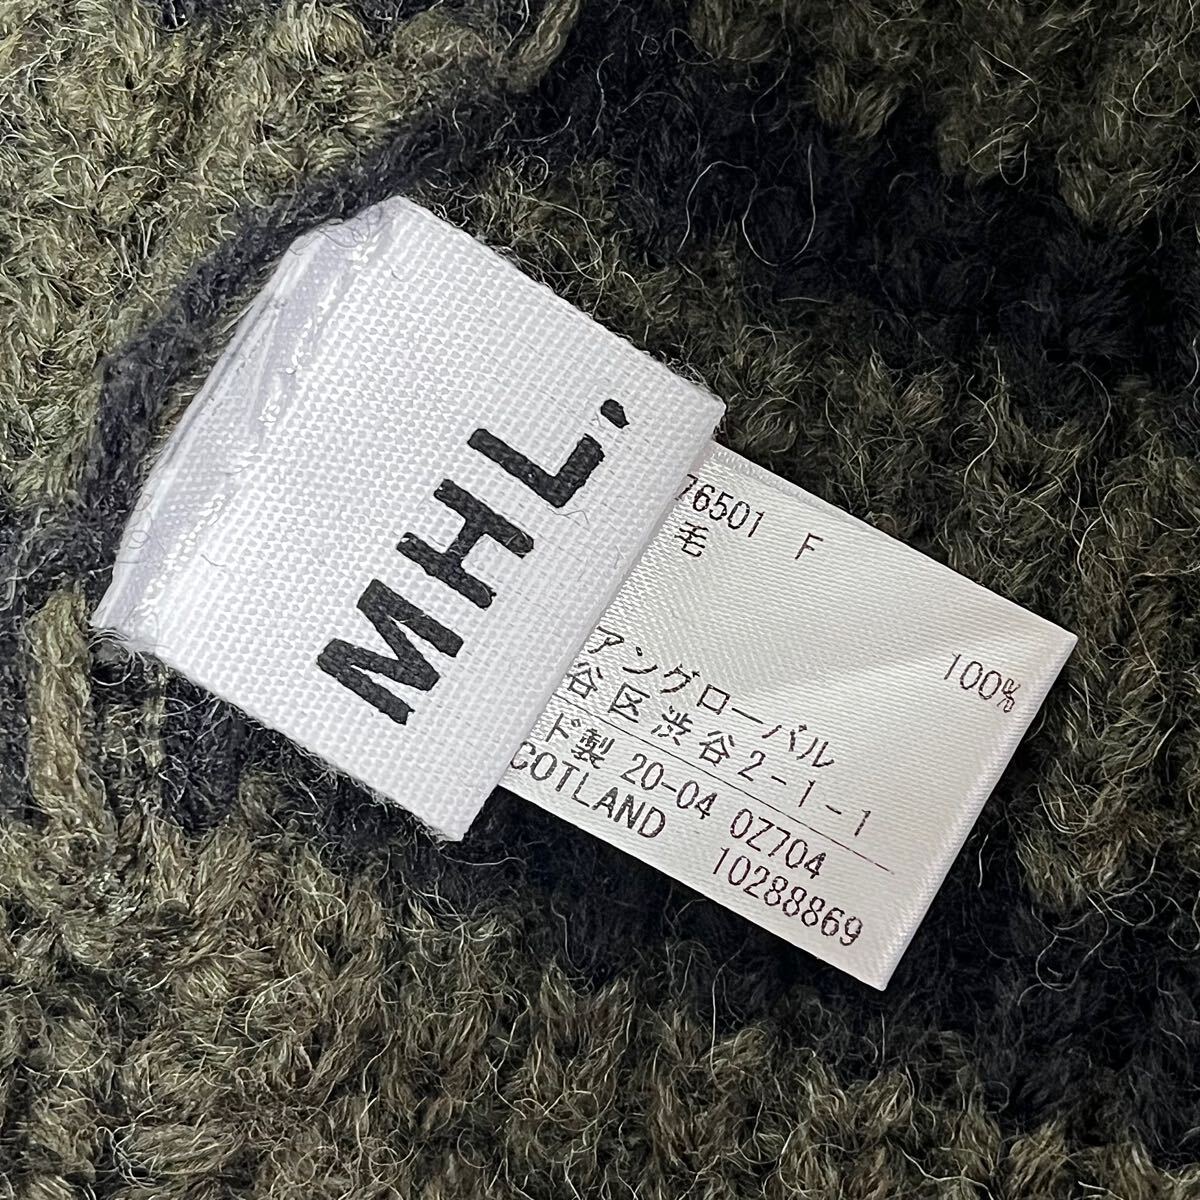 MHL.
76501 F
毛 100%
アングローバル
谷区渋谷2-1-1
ド製 20-04 0Z704
COTLAND 10288869